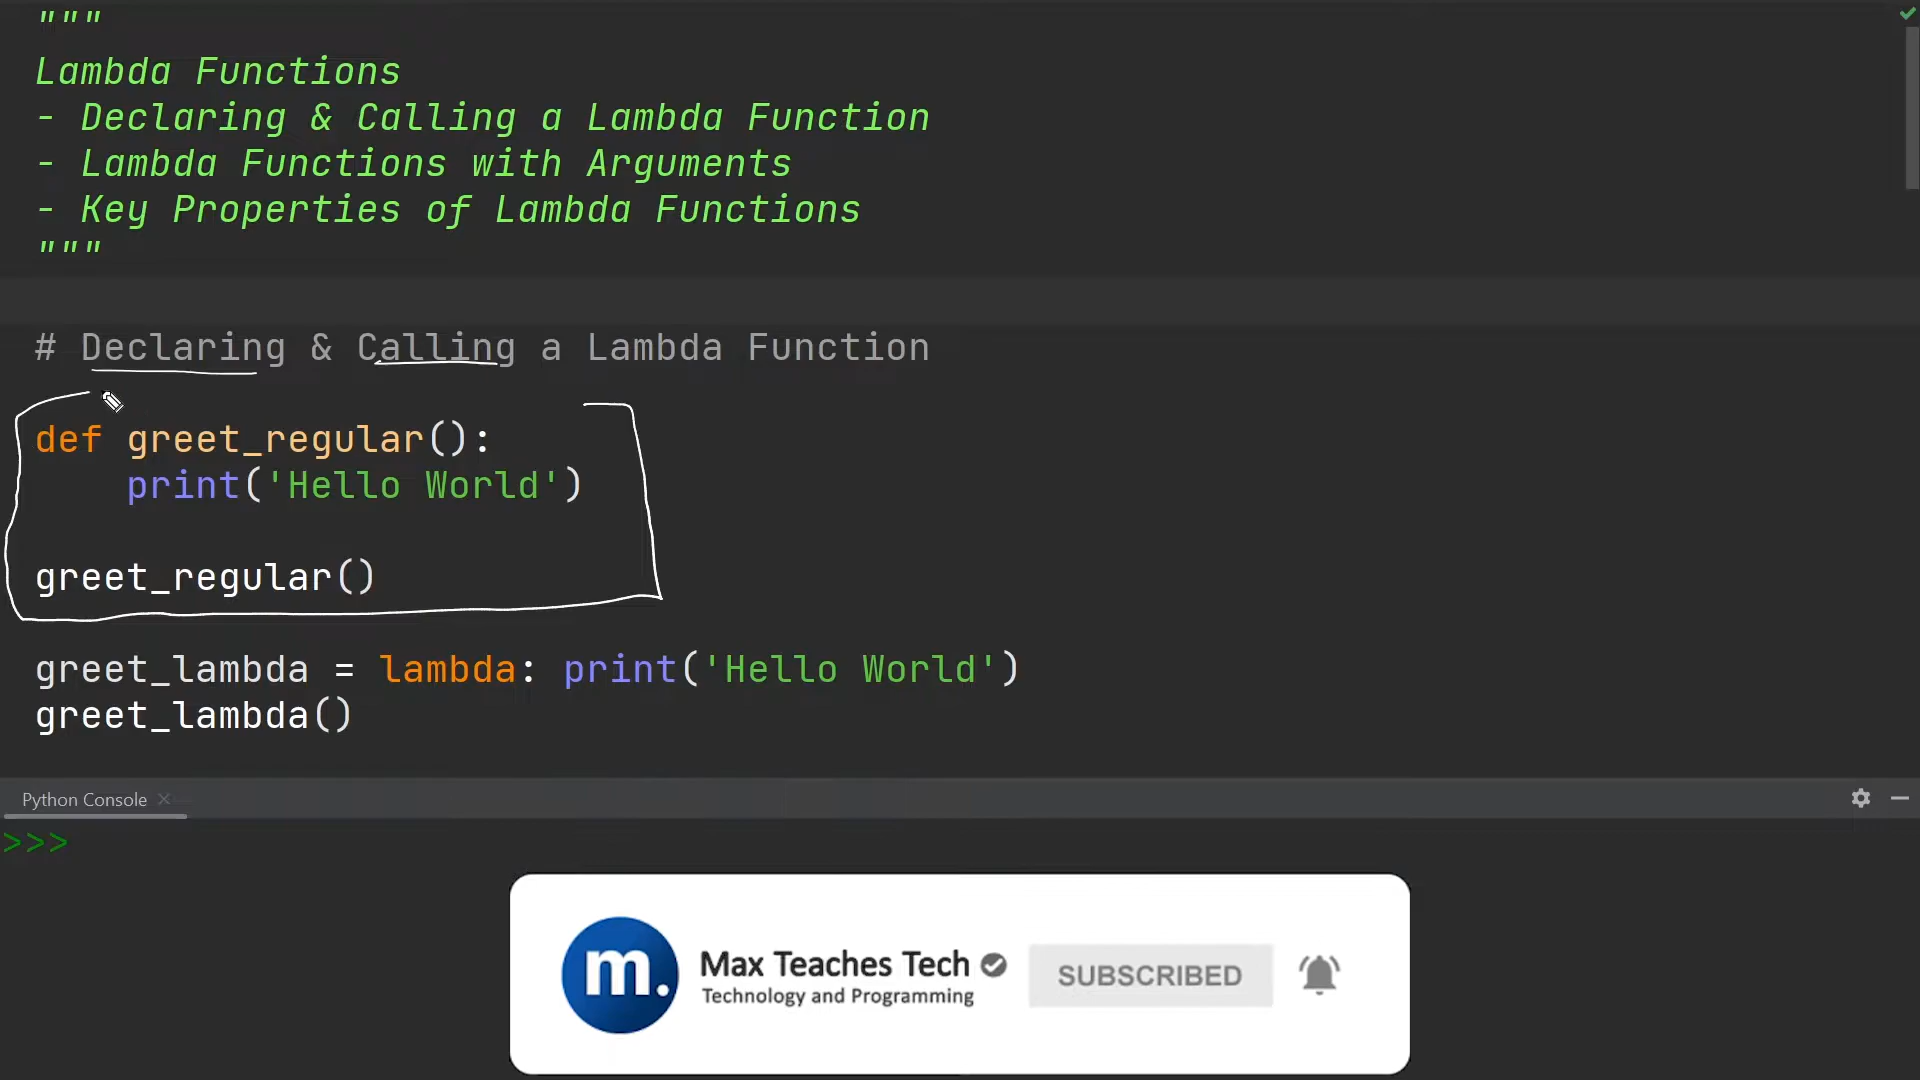 """
Lambda Functions
- Declaring & Calling a Lambda Function
- Lambda Functions with Arguments
- Key Properties of Lambda Functions
"""
# Declaring & Calling a Lambda Function
def greet_regular():
    print('Hello World')
greet_regular()
greet_lambda = lambda: print('Hello World')
greet_lambda()
Python Console
>>>
m.
Max Teaches Tech
Technology and Programming
SUBSCRIBED